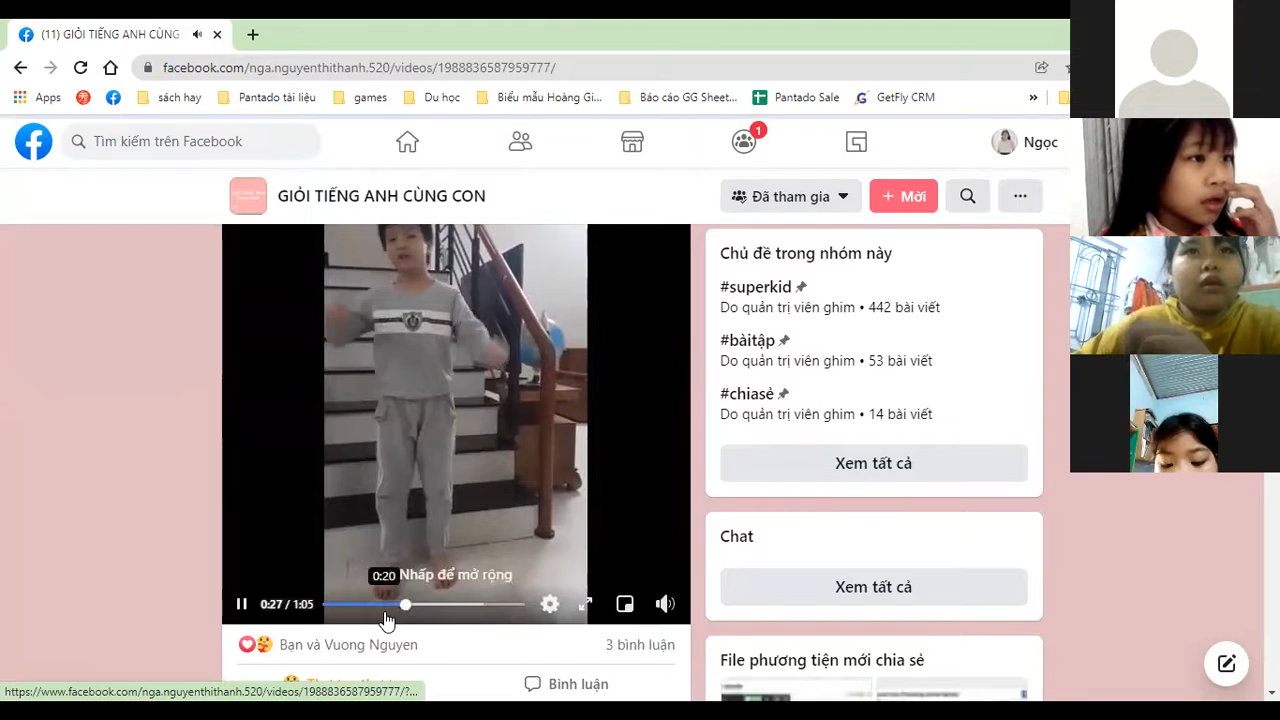 (11) GIỎI TIẾNG ANH CÙNG
facebook.com/nga.nguyenthithanh.520/videos/1988836587959777/
Apps sách hay Pantado tài liệu games Du học Biểu mẫu Hoàng Gi... Báo cáo GG Sheet... Pantado Sale GetFly CRM »
Tìm kiếm trên Facebook 1 Ngọc
GIỎI TIẾNG ANH CÙNG CON Đã tham gia + Mời ...
Chủ đề trong nhóm này
#superkid
Do quản trị viên ghim • 442 bài viết
#bàitập
Do quản trị viên ghim • 53 bài viết
#chiasẻ
Do quản trị viên ghim • 14 bài viết
Xem tất cả
Chat
Xem tất cả
File phương tiện mới chia sẻ
0:20 Nhấp để mở rộng
0:27 / 1:05
Bạn và Vuong Nguyen 3 bình luận
Bình luận
https://www.facebook.com/nga.nguyenthithanh.520/videos/1988836587959777/?...